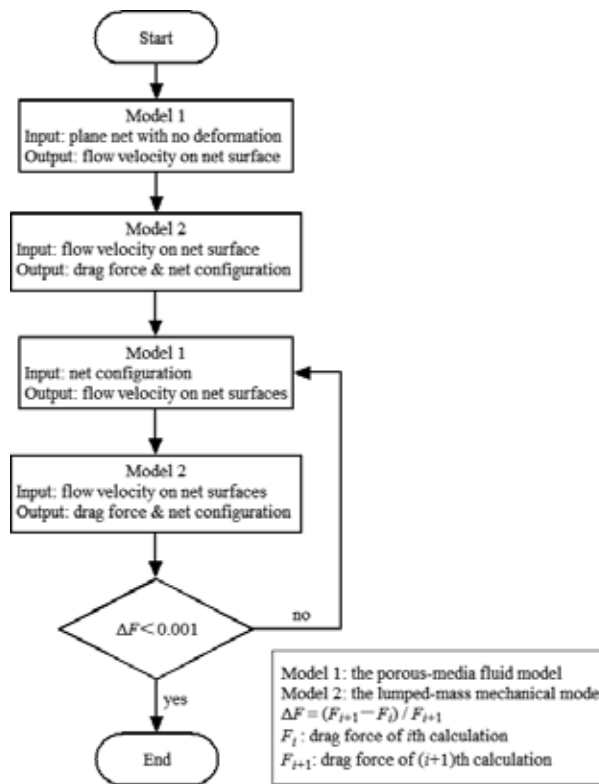 Start
Model 1
Input: plane net with no deformation
Output: flow velocity on net surface
Model 2
Input: flow velocity on net surface
Output: drag force & net configuration
Model 1
Input: net configuration
Output: flow velocity on net surfaces
Model 2
Input: flow velocity on net surfaces
Output: drag force & net configuration
ΔF<0.001
no
yes
End
Model 1: the porous-media fluid model
Model 2: the lumped-mass mechanical mode
ΔF = (Fi+1 − Fi) / Fi+1
Fi : drag force of ith calculation
Fi+1: drag force of (i+1)th calculation